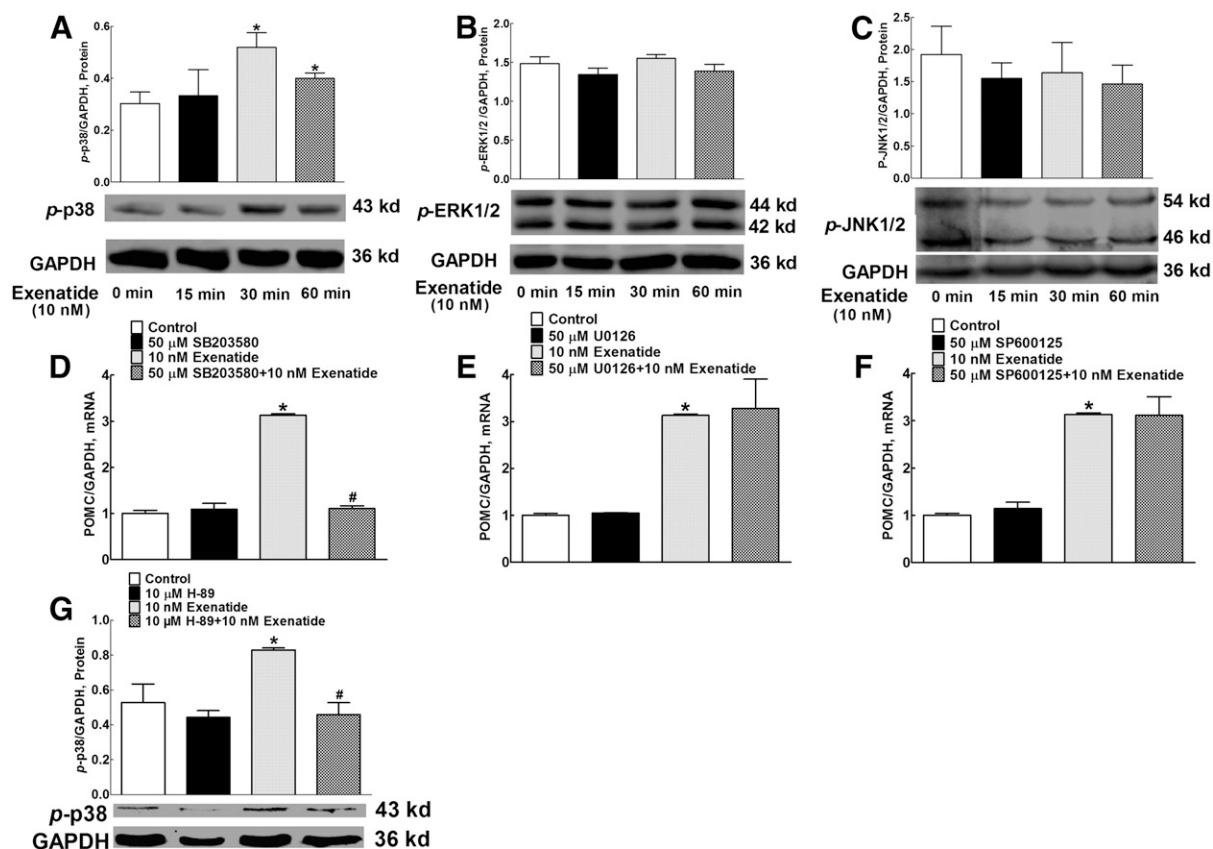 A
p-p38/GAPDH, Protein
0.6
0.4
0.2
0.0
*
*
p-p38
43 kd
GAPDH
36 kd
Exenatide
(10 nM)
0 min 15 min 30 min 60 min
B
p-ERK1/2 /GAPDH, Protein
2.0
1.5
1.0
0.5
0.0
p-ERK1/2
44 kd
42 kd
GAPDH
36 kd
Exenatide
(10 nM)
0 min 15 min 30 min 60 min
C
P-JNK1/2/GAPDH, Protein
2.5
2.0
1.5
1.0
0.5
0.0
p-JNK1/2
54 kd
46 kd
GAPDH
36 kd
Exenatide
(10 nM)
0 min 15 min 30 min 60 min
D
Control
50 μM SB203580
10 nM Exenatide
50 μM SB203580+10 nM Exenatide
POMC/GAPDH, mRNA
4
3
2
1
0
*
#
E
Control
50 μM U0126
10 nM Exenatide
50 μM U0126+10 nM Exenatide
POMC/GAPDH, mRNA
4
3
2
1
0
*
F
Control
50 μM SP600125
10 nM Exenatide
50 μM SP600125+10 nM Exenatide
POMC/GAPDH, mRNA
4
3
2
1
0
*
G
Control
10 μM H-89
10 nM Exenatide
10 μM H-89+10 nM Exenatide
p-p38/GAPDH, Protein
1.0
0.8
0.6
0.4
0.2
0.0
*
#
p-p38
43 kd
GAPDH
36 kd